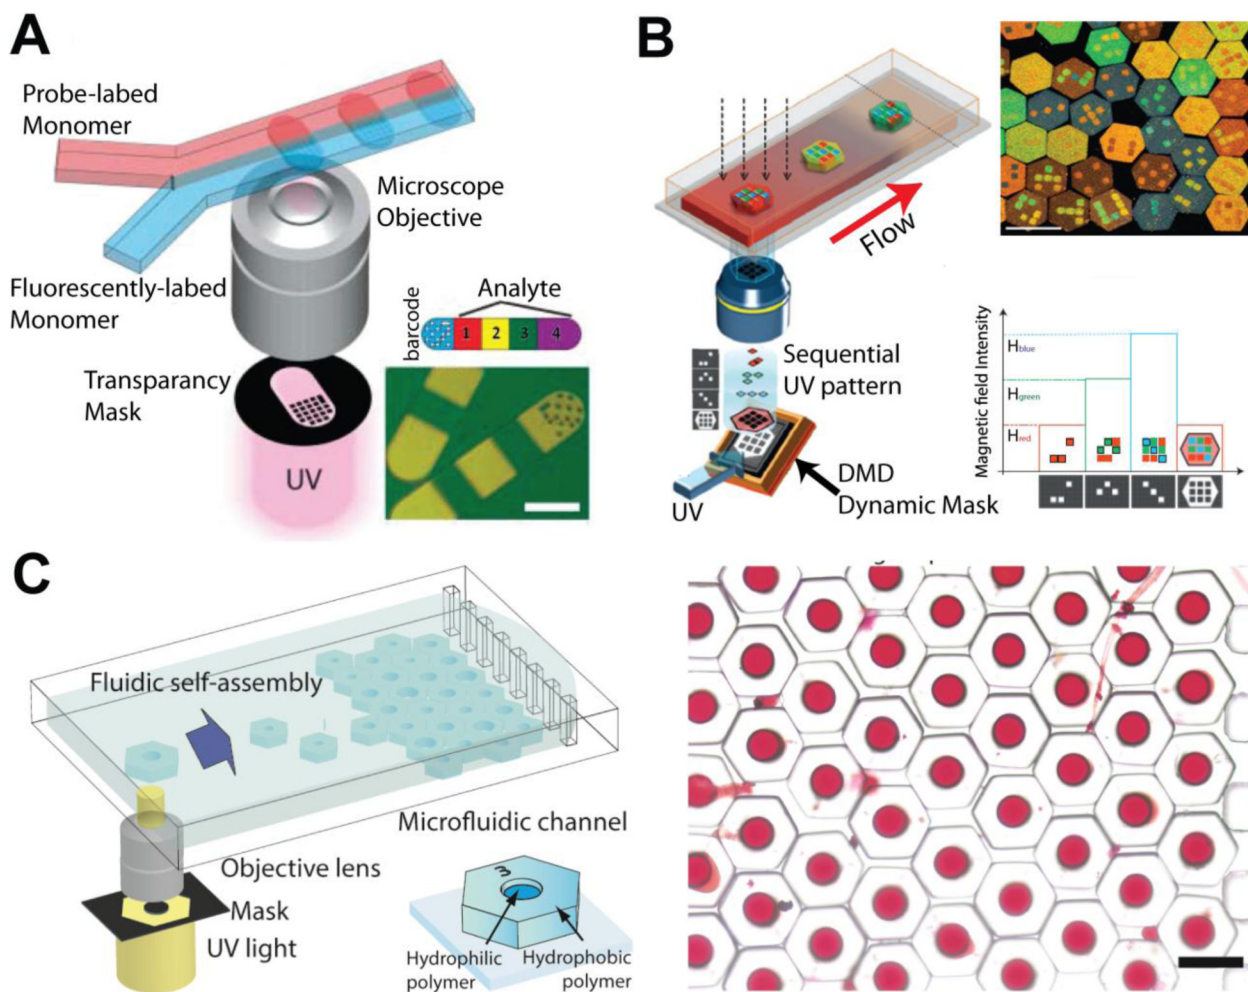 A
Probe-labed
Monomer
Microscope
Objective
Fluorescently-labed
Monomer
barcode
Analyte
1 2 3 4
Transparancy
Mask
UV
B
Flow
Sequential
UV pattern
DMD
Dynamic Mask
UV
Magnetic field Intensity
Hblue
Hgreen
Hred
C
Fluidic self-assembly
Microfluidic channel
Objective lens
Mask
UV light
3
Hydrophilic
polymer
Hydrophobic
polymer